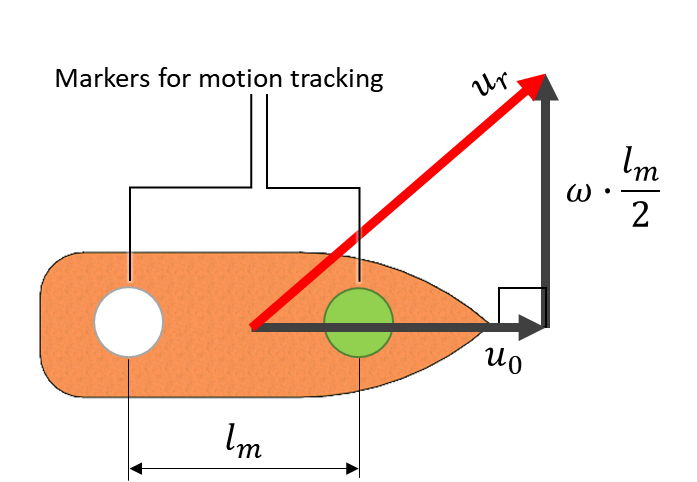 Markers for motion tracking
u_r
ω · l_m/2
u_0
l_m